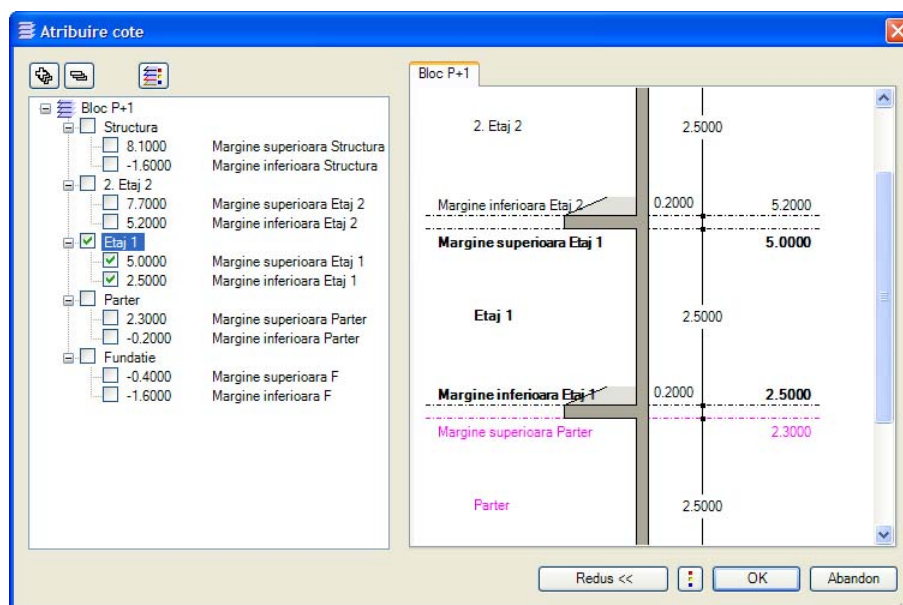 Atribuire cote
Bloc P+1
Structura
8.1000 Margine superioara Structura
-1.6000 Margine inferioara Structura
2. Etaj 2
7.7000 Margine superioara Etaj 2
5.2000 Margine inferioara Etaj 2
Etaj 1
5.0000 Margine superioara Etaj 1
2.5000 Margine inferioara Etaj 1
Parter
2.3000 Margine superioara Parter
-0.2000 Margine inferioara Parter
Fundatie
-0.4000 Margine superioara F
-1.6000 Margine inferioara F
Bloc P+1
2. Etaj 2 2.5000
Margine inferioara Etaj 2 0.2000 5.2000
Margine superioara Etaj 1 5.0000
Etaj 1 2.5000
Margine inferioara Etaj 1 0.2000 2.5000
Margine superioara Parter 2.3000
Parter 2.5000
Redus << OK Abandon